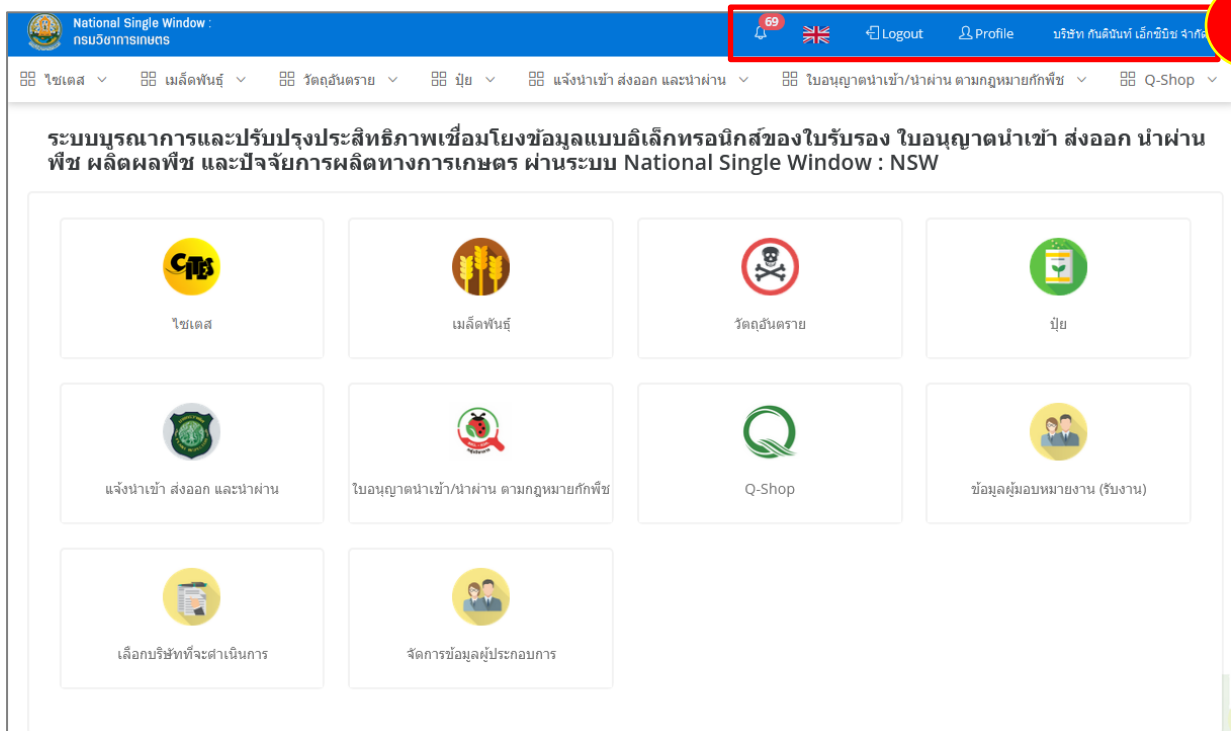 National Single Window :
กรมวิชาการเกษตร
69
Logout
Profile
บริษัท กันตินันท์ เอ็กซ์บิช จำกัด
ไซเตส
เมล็ดพันธุ์
วัตถุอันตราย
ปุ๋ย
แจ้งนำเข้า ส่งออก และนำผ่าน
ใบอนุญาตนำเข้า/นำผ่าน ตามกฎหมายกักพืช
Q-Shop
ระบบบูรณาการและปรับปรุงประสิทธิภาพเชื่อมโยงข้อมูลแบบอิเล็กทรอนิกส์ของใบรับรอง ใบอนุญาตนำเข้า ส่งออก นำผ่าน
พืช ผลิตผลพืช และปัจจัยการผลิตทางการเกษตร ผ่านระบบ National Single Window : NSW
CITES
ไซเตส
เมล็ดพันธุ์
วัตถุอันตราย
ปุ๋ย
แจ้งนำเข้า ส่งออก และนำผ่าน
ใบอนุญาตนำเข้า/นำผ่าน ตามกฎหมายกักพืช
Q-Shop
ข้อมูลผู้มอบหมายงาน (รับงาน)
เลือกบริษัทที่จะดำเนินการ
จัดการข้อมูลผู้ประกอบการ